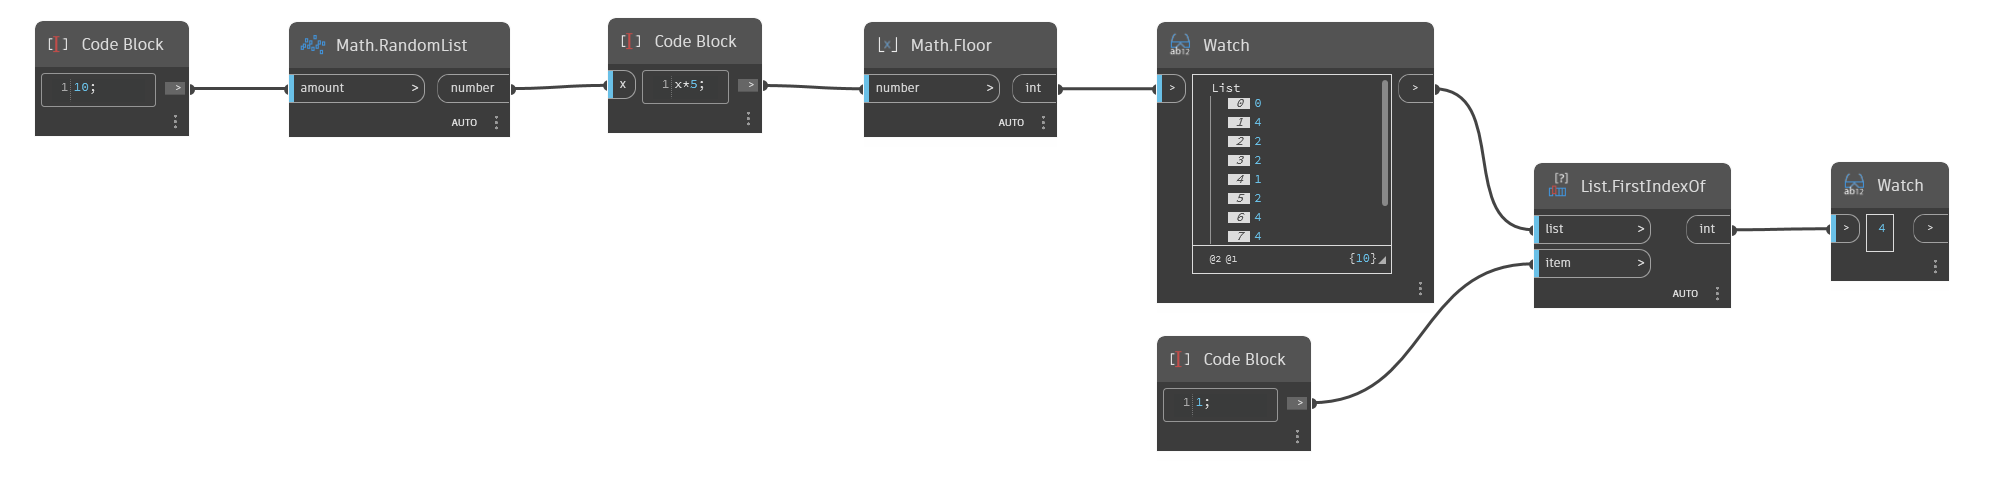 Code Block
1 10;
>
Math.RandomList
amount >
number
AUTO
Code Block
x
1 x*5;
>
Math.Floor
number >
int
AUTO
Watch
>
List
0 0
1 4
2 2
3 2
4 1
5 2
6 4
7 4
@2 @1 {10}
>
Code Block
1 1;
>
List.FirstIndexOf
list >
int
item >
AUTO
Watch
> 4 >